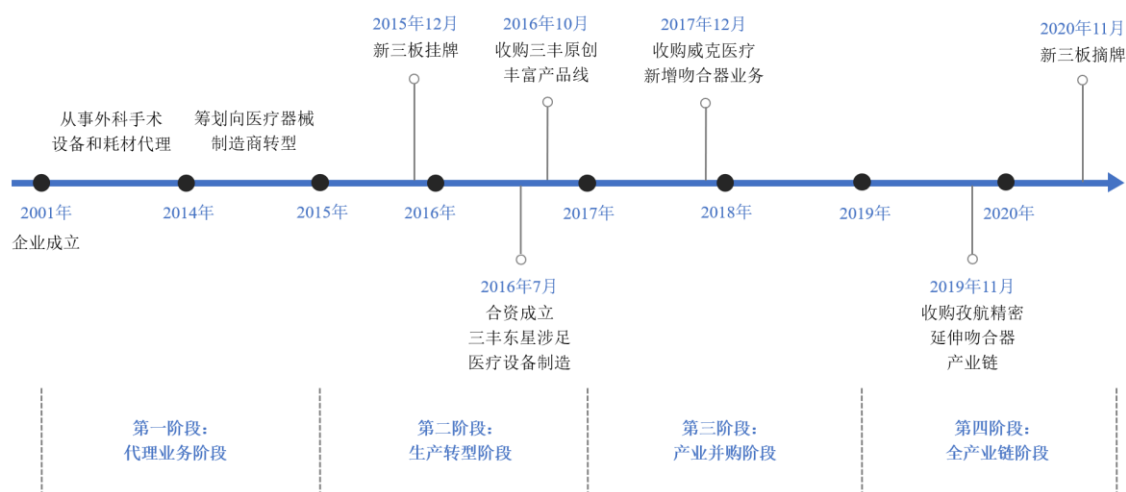 2015年12月
新三板挂牌
2016年10月
收购三丰原创
丰富产品线
2017年12月
收购威克医疗
新增吻合器业务
2020年11月
新三板摘牌
从事外科手术
设备和耗材代理
筹划向医疗器械
制造商转型
2001年
2014年
2015年
2016年
2017年
2018年
2019年
2020年
企业成立
2016年7月
合资成立
三丰东星涉足
医疗设备制造
2019年11月
收购孜航精密
延伸吻合器
产业链
第一阶段：
代理业务阶段
第二阶段：
生产转型阶段
第三阶段：
产业并购阶段
第四阶段：
全产业链阶段